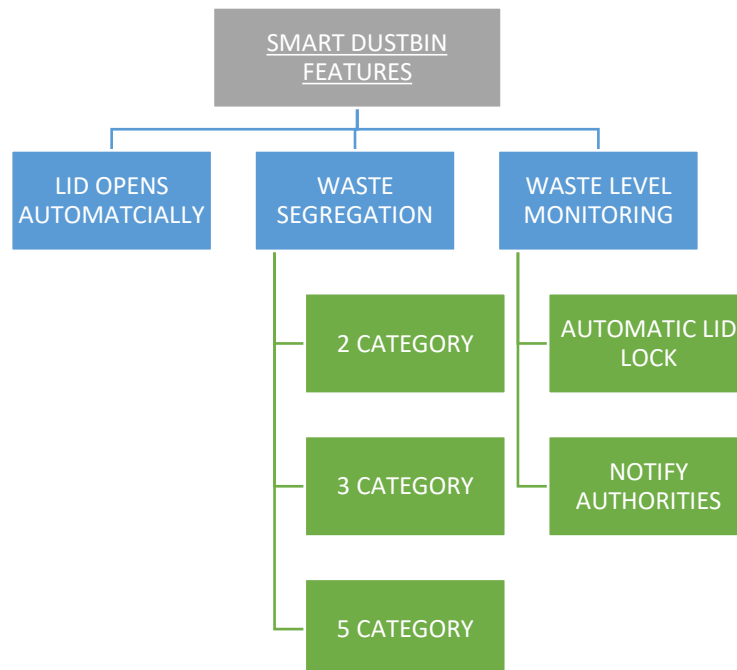 SMART DUSTBIN
FEATURES
LID OPENS
AUTOMATCIALLY
WASTE
SEGREGATION
WASTE LEVEL
MONITORING
2 CATEGORY
3 CATEGORY
5 CATEGORY
AUTOMATIC LID
LOCK
NOTIFY
AUTHORITIES